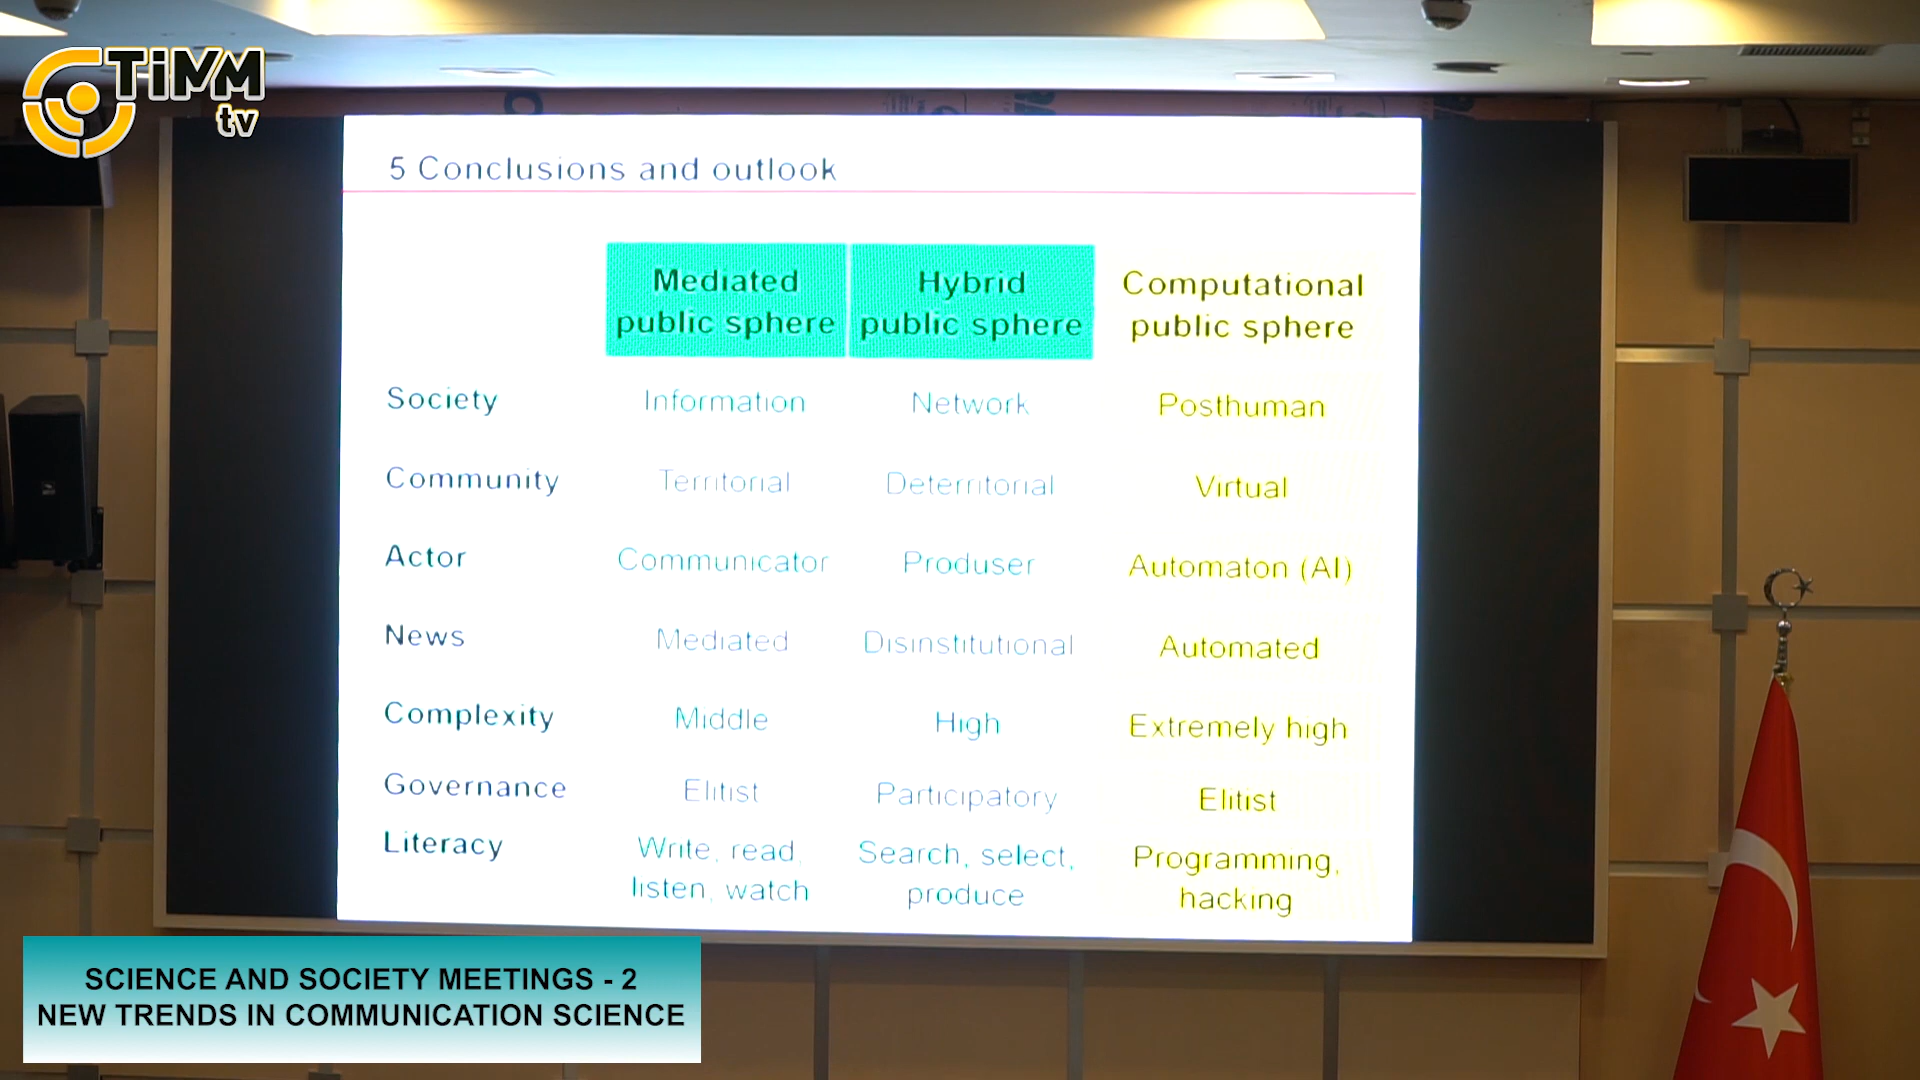 TiMM
tv
5 Conclusions and outlook
Mediated public sphere
Hybrid public sphere
Computational public sphere
Society Information Network Posthuman
Community Territorial Deterritorial Virtual
Actor Communicator Produser Automaton (AI)
News Mediated Disinstitutional Automated
Complexity Middle High Extremely high
Governance Elitist Participatory Elitist
Literacy Write, read, listen, watch Search, select, produce Programming, hacking
SCIENCE AND SOCIETY MEETINGS - 2
NEW TRENDS IN COMMUNICATION SCIENCE